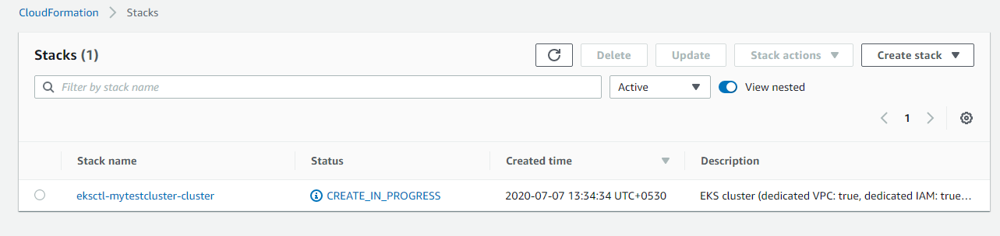 CloudFormation > Stacks
Stacks (1)
Delete
Update
Stack actions
Create stack
Filter by stack name
Active
View nested
1
Stack name Status Created time Description
eksctl-mytestcluster-cluster CREATE_IN_PROGRESS 2020-07-07 13:34:34 UTC+0530 EKS cluster (dedicated VPC: true, dedicated IAM: true…